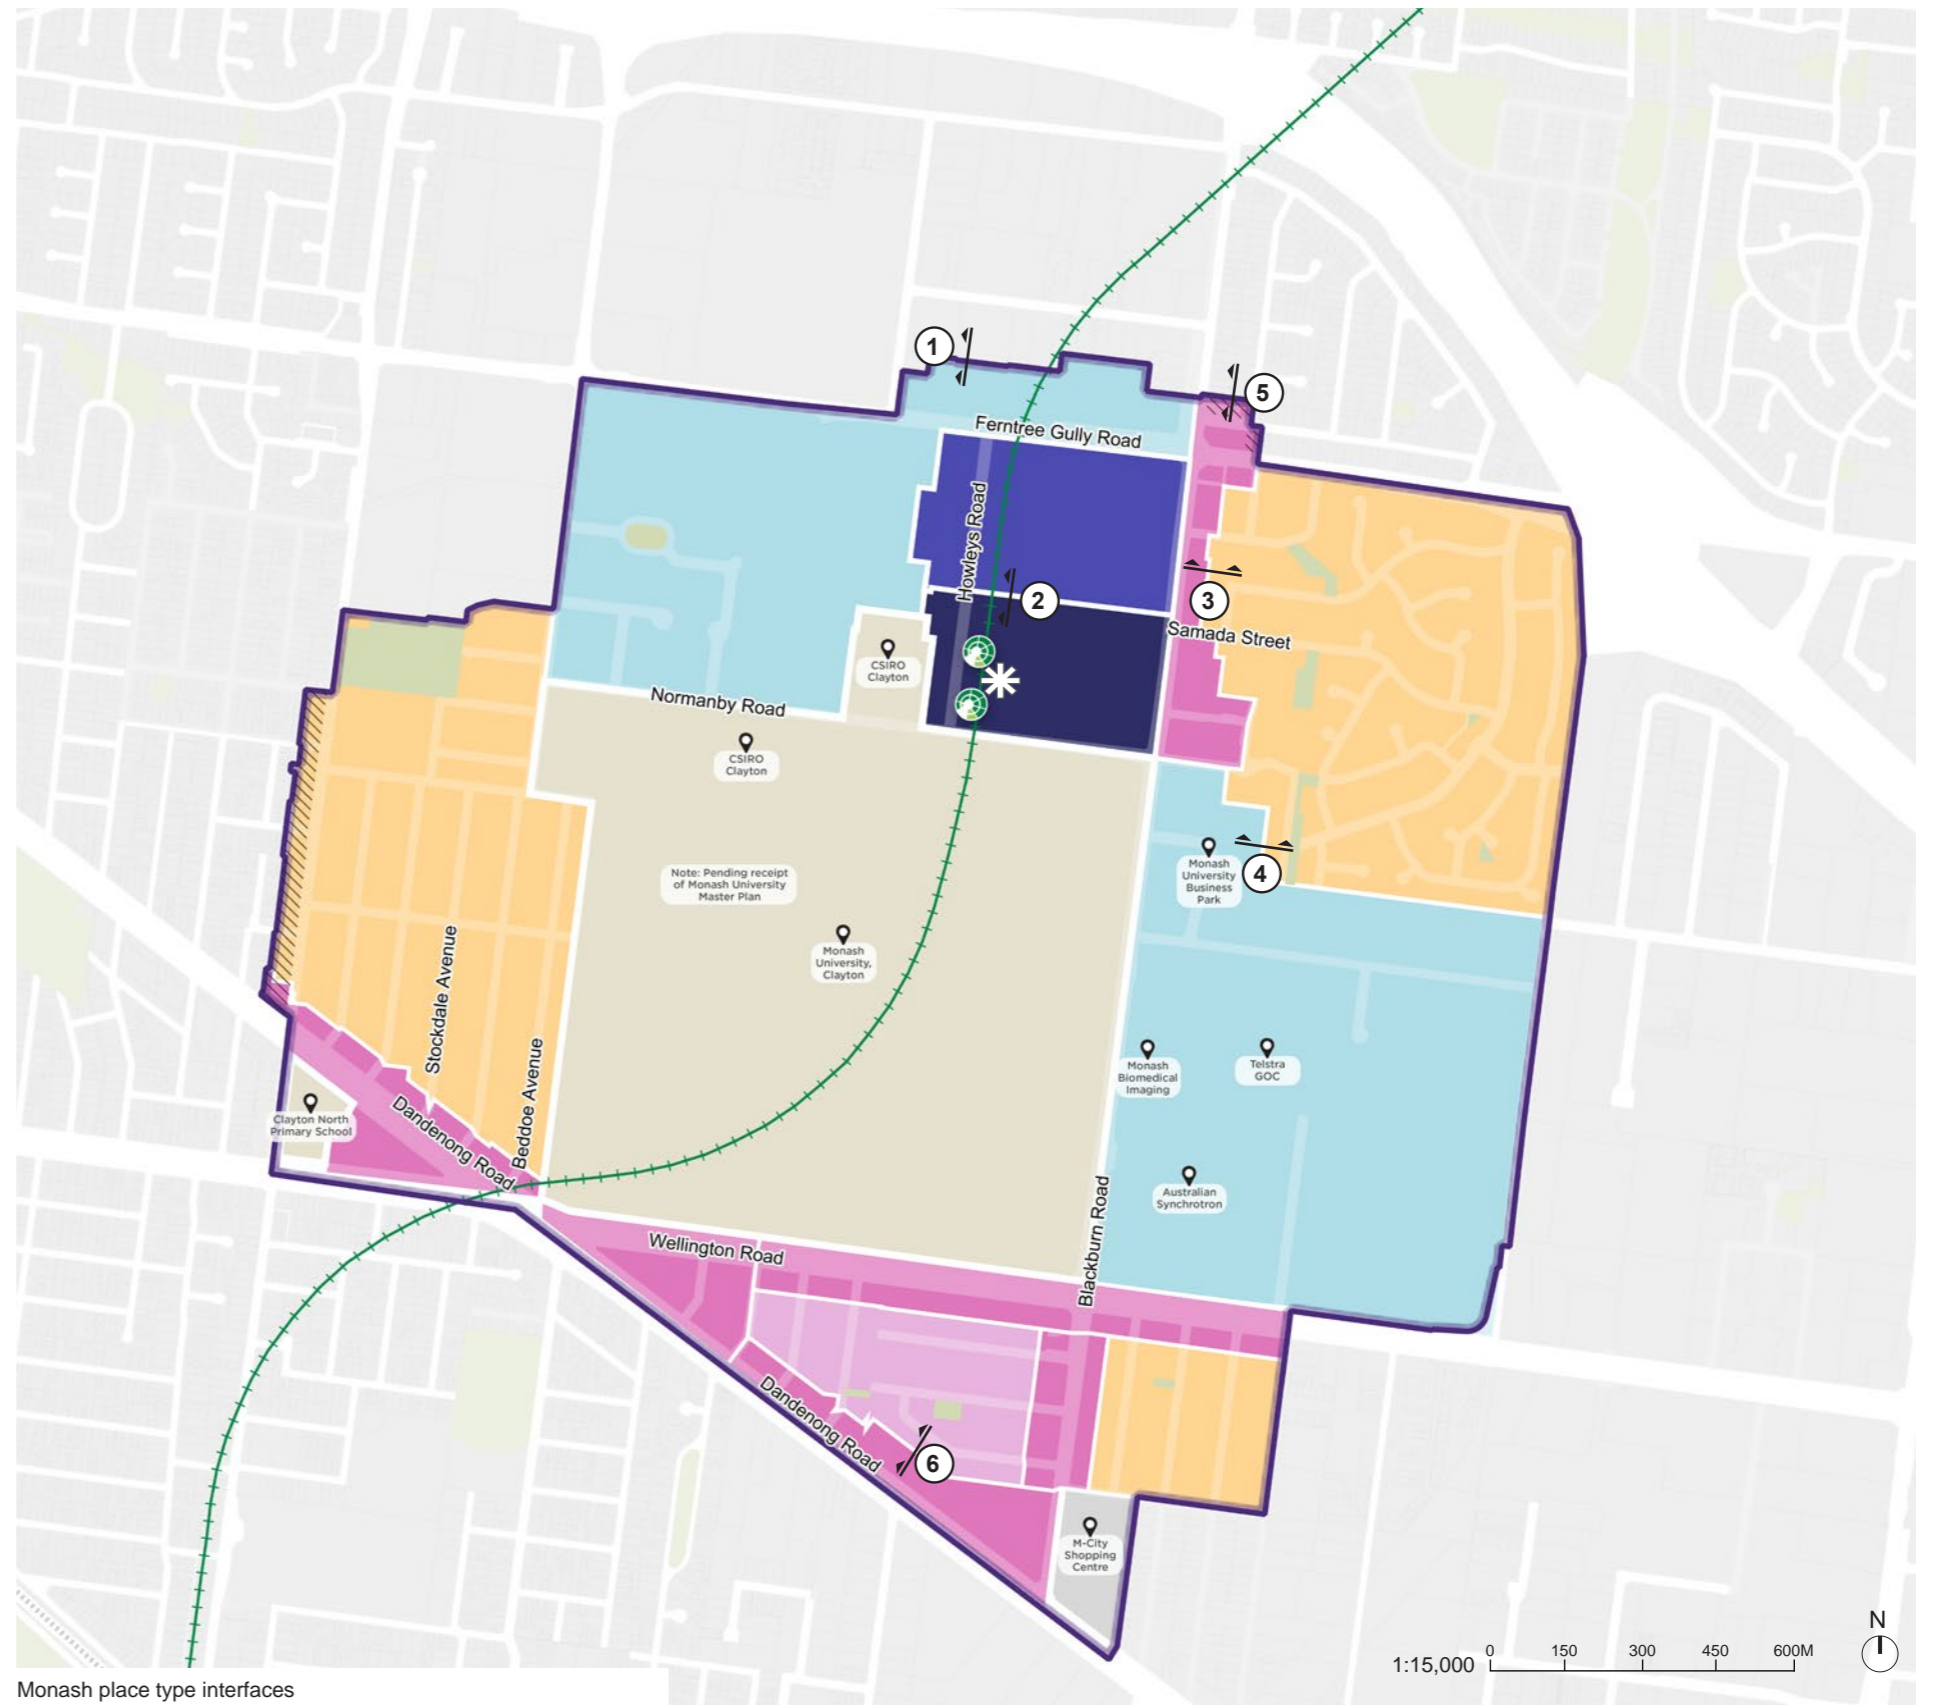 1
5
Ferntree Gully Road
Howleys Road
2
3
Samada Street
CSIRO
Clayton
Normanby Road
CSIRO
Clayton
Monash
University
Business
Park
4
Note: Pending receipt
of Monash University
Master Plan
Monash
University,
Clayton
Stockdale Avenue
Beddoe Avenue
Monash
Biomedical
Imaging
Telstra
GOC
Clayton North
Primary School
Dandenong Road
Australian
Synchrotron
Blackburn Road
Wellington Road
Dandenong Road
6
M-City
Shopping
Centre
N
1:15,000
0 150 300 450 600M
Monash place type interfaces